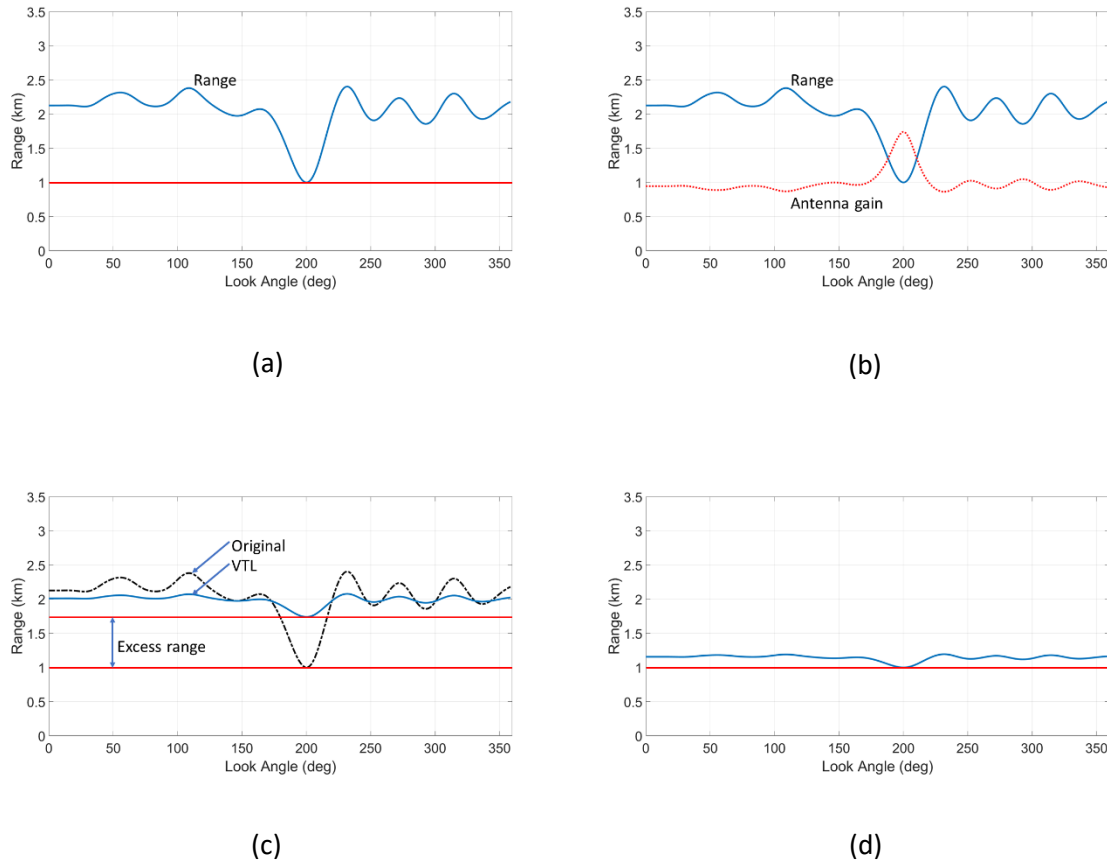 3.5
3
2.5
2
1.5
1
0.5
0
Range (km)
Range
0 50 100 150 200 250 300 350
Look Angle (deg)
(a)
3.5
3
2.5
2
1.5
1
0.5
0
Range (km)
Range
Antenna gain
0 50 100 150 200 250 300 350
Look Angle (deg)
(b)
3.5
3
2.5
2
1.5
1
0.5
0
Range (km)
Original
VTL
Excess range
0 50 100 150 200 250 300 350
Look Angle (deg)
(c)
3.5
3
2.5
2
1.5
1
0.5
0
Range (km)
0 50 100 150 200 250 300 350
Look Angle (deg)
(d)